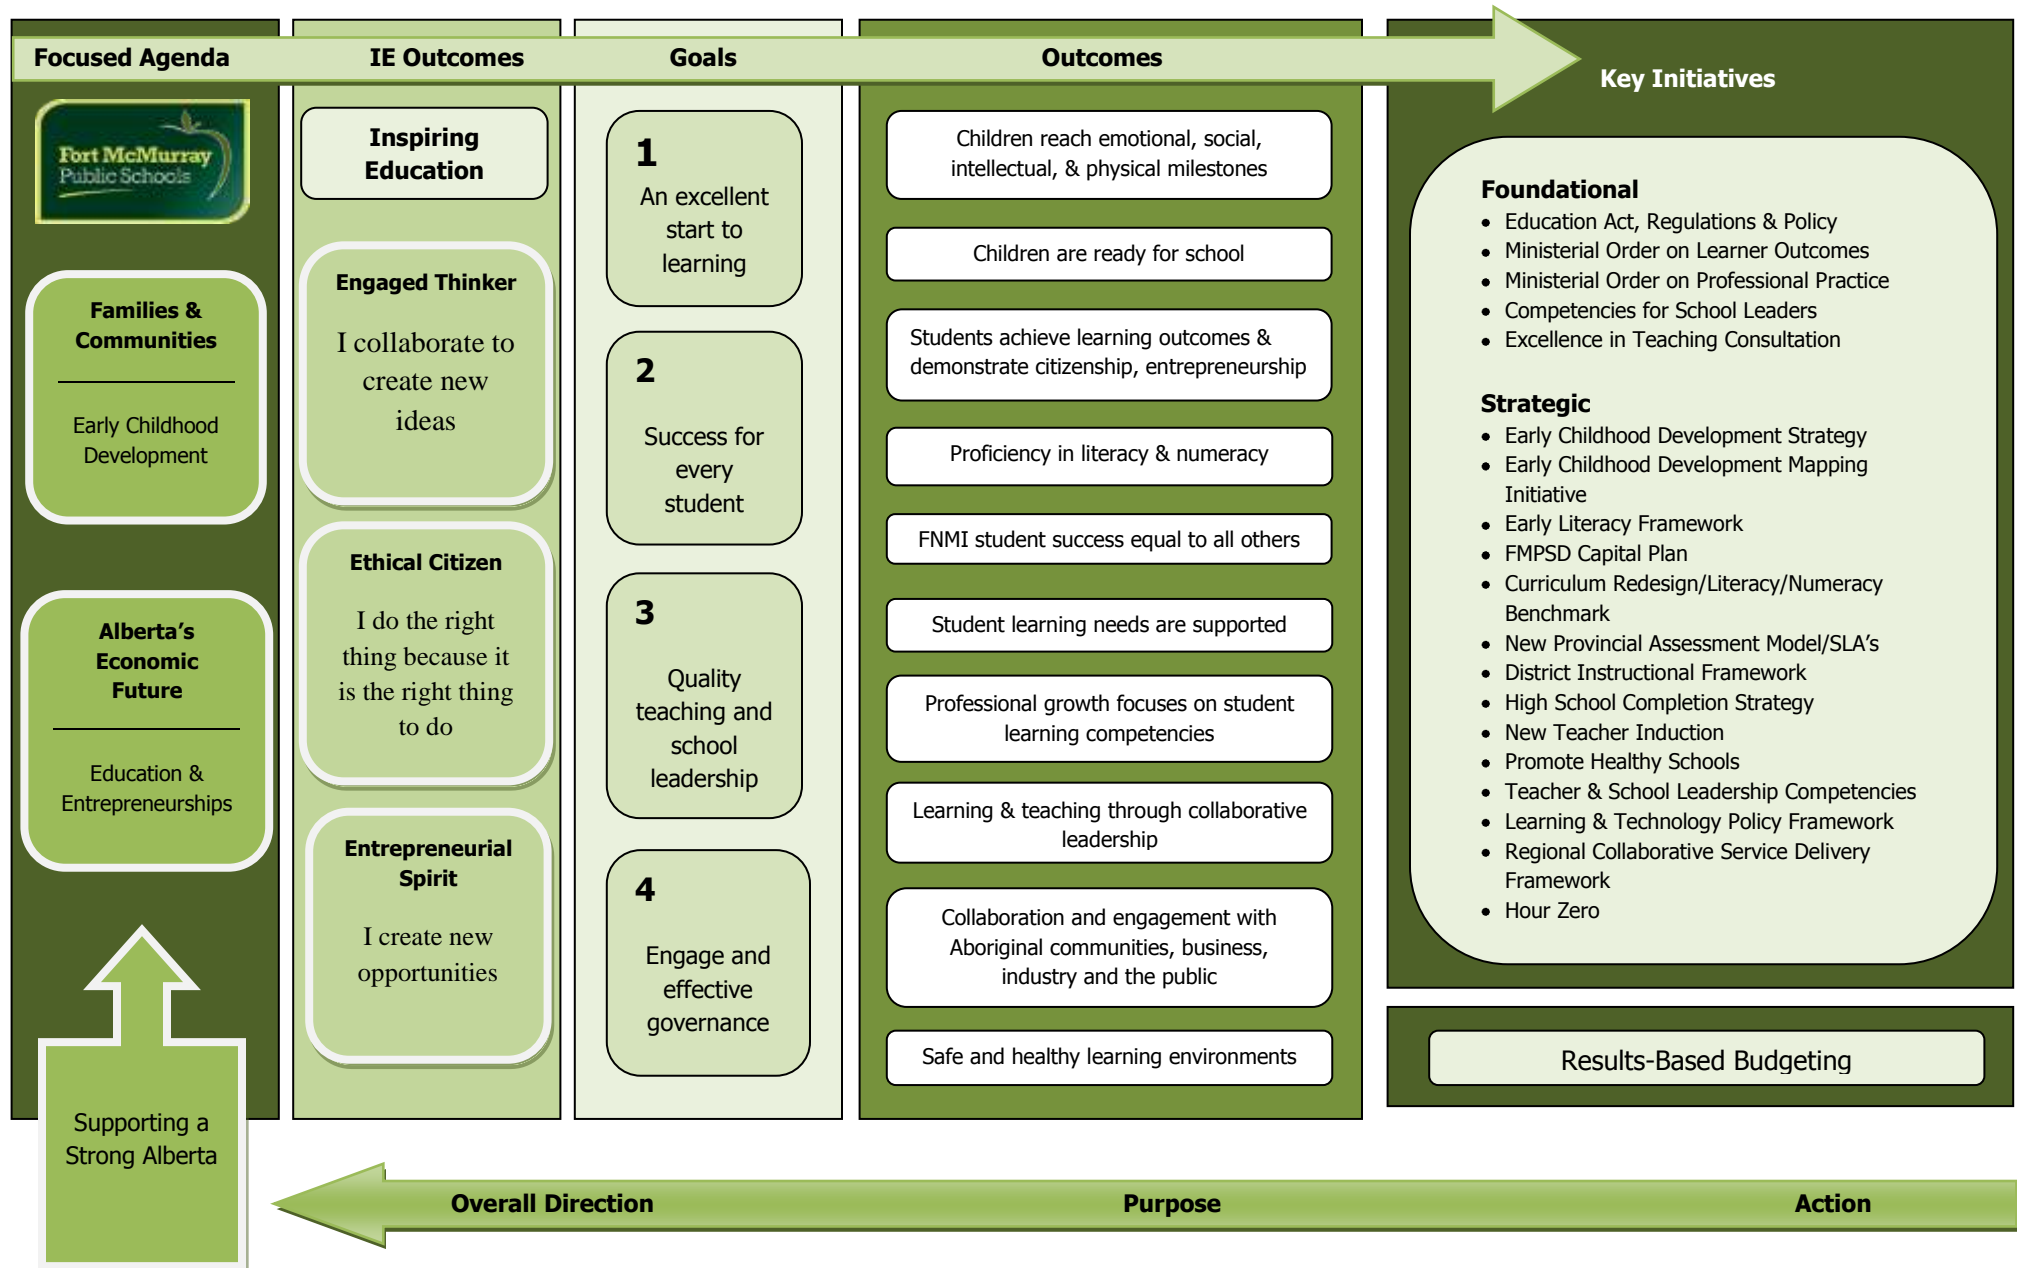 Focused Agenda
IE Outcomes
Goals
Outcomes
Key Initiatives
Fort McMurray
Public Schools
Families &
Communities
Early Childhood
Development
Alberta's
Economic
Future
Education &
Entrepreneurships
Supporting a
Strong Alberta
Inspiring
Education
Engaged Thinker
I collaborate to
create new
ideas
Ethical Citizen
I do the right
thing because it
is the right thing
to do
Entrepreneurial
Spirit
I create new
opportunities
1
An excellent
start to
learning
2
Success for
every
student
3
Quality
teaching and
school
leadership
4
Engage and
effective
governance
Children reach emotional, social,
intellectual, & physical milestones
Children are ready for school
Students achieve learning outcomes &
demonstrate citizenship, entrepreneurship
Proficiency in literacy & numeracy
FNMI student success equal to all others
Student learning needs are supported
Professional growth focuses on student
learning competencies
Learning & teaching through collaborative
leadership
Collaboration and engagement with
Aboriginal communities, business,
industry and the public
Safe and healthy learning environments
Foundational
• Education Act, Regulations & Policy
• Ministerial Order on Learner Outcomes
• Ministerial Order on Professional Practice
• Competencies for School Leaders
• Excellence in Teaching Consultation
Strategic
• Early Childhood Development Strategy
• Early Childhood Development Mapping
Initiative
• Early Literacy Framework
• FMPSD Capital Plan
• Curriculum Redesign/Literacy/Numeracy
Benchmark
• New Provincial Assessment Model/SLA's
• District Instructional Framework
• High School Completion Strategy
• New Teacher Induction
• Promote Healthy Schools
• Teacher & School Leadership Competencies
• Learning & Technology Policy Framework
• Regional Collaborative Service Delivery
Framework
• Hour Zero
Results-Based Budgeting
Overall Direction
Purpose
Action